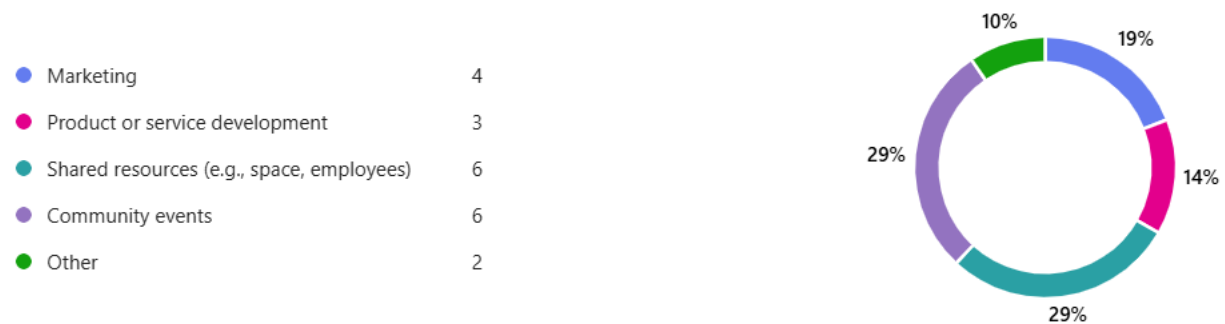 Marketing 4
Product or service development 3
Shared resources (e.g., space, employees) 6
Community events 6
Other 2
10%
19%
29%
14%
29%